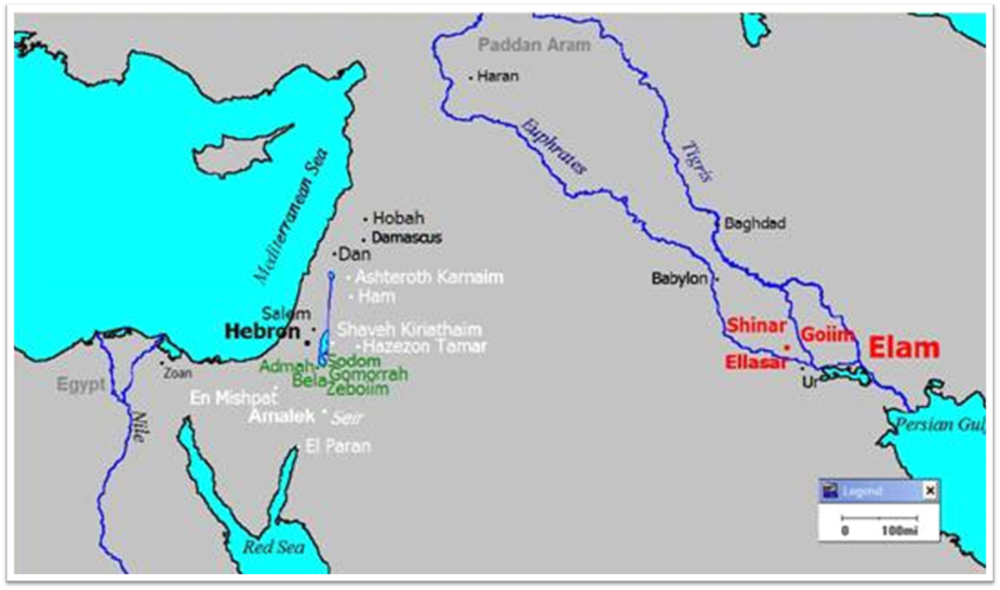 Paddan Aram
Haran
Euphrates
Tigris
Mediterranean Sea
Hobah
Damascus
Dan
Baghdad
Ashteroth Karnaim
Ham
Babylon
Salem
Hebron
Shaveh Kiriathaim
Hazezon Tamar
Shinar
Goiim
Elam
Ellasar
Ur
Admah
Sodom
Bela
Gomorrah
Zeboiim
Zoan
Egypt
Nile
En Mishpat
Amalek
Seir
El Paran
Persian Gulf
Red Sea
Legend
0 100mi